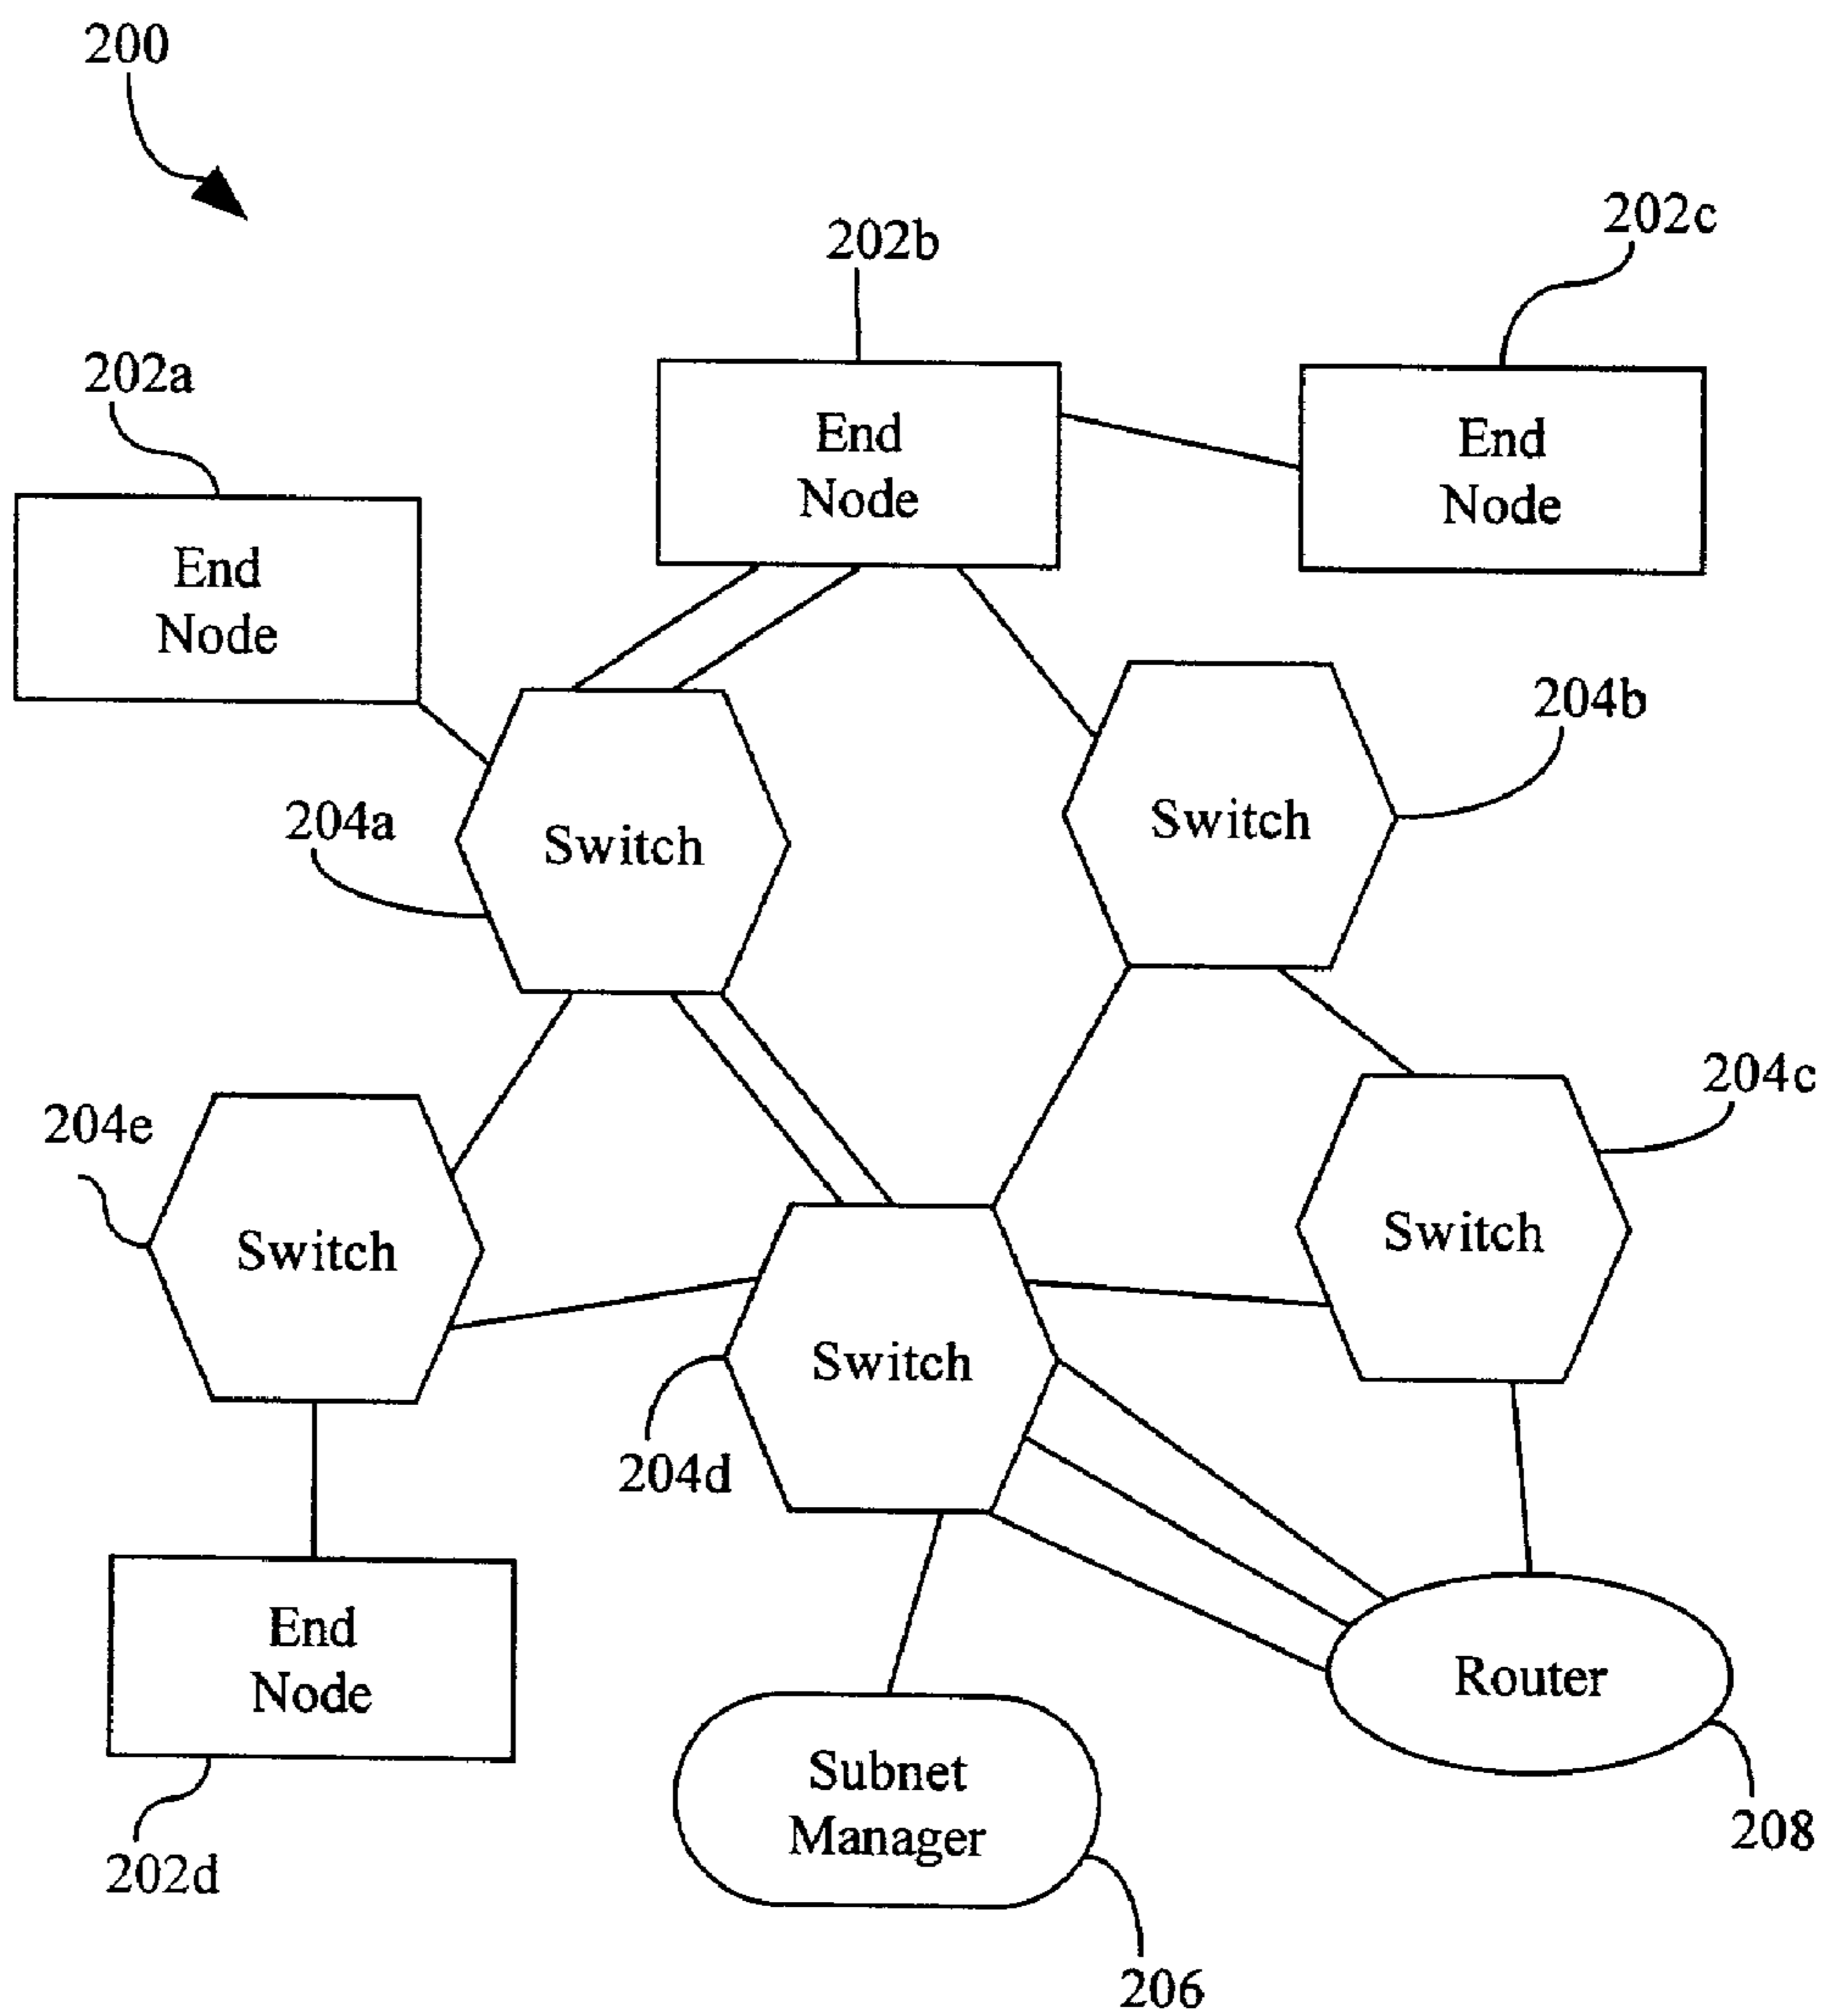 200
202b
202c
202a
End
Node
End
Node
End
Node
204b
204a
Switch
Switch
204c
204e
Switch
Switch
Switch
204d
End
Node
Router
Subnet
Manager
208
202d
206